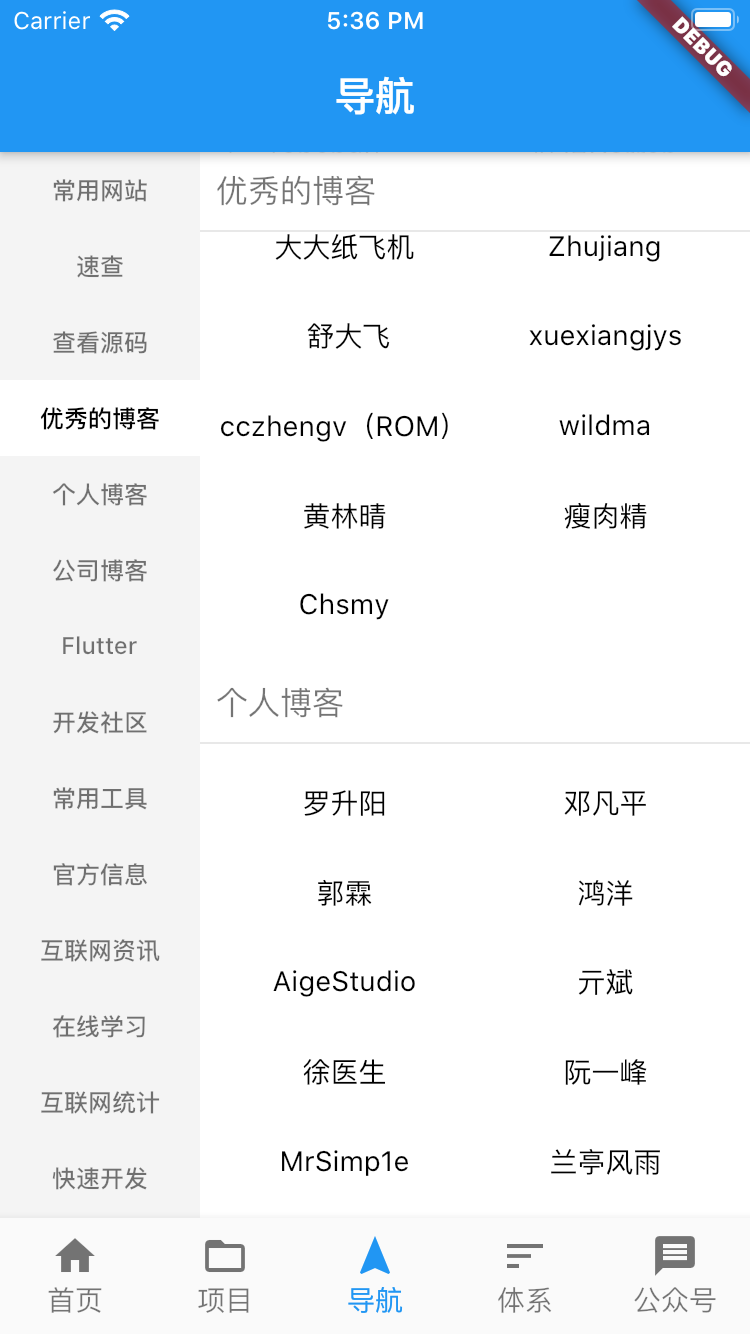 Carrier 5:36 PM
DEBUG
导航
常用网站
速查
查看源码
优秀的博客
个人博客
公司博客
Flutter
开发社区
常用工具
官方信息
互联网资讯
在线学习
互联网统计
快速开发
优秀的博客
大大纸飞机 Zhujiang
舒大飞 xuexiangjys
cczhengv（ROM） wildma
黄林晴 瘦肉精
Chsmy
个人博客
罗升阳 邓凡平
郭霖 鸿洋
AigeStudio 亓斌
徐医生 阮一峰
MrSimp1e 兰亭风雨
首页 项目 导航 体系 公众号